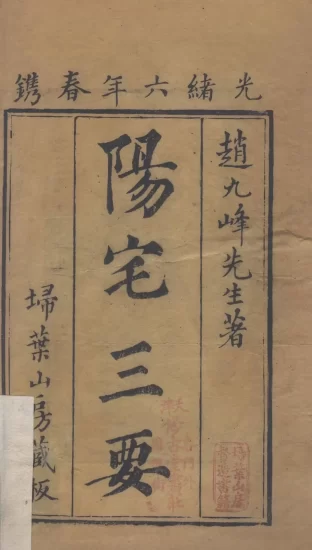 光緒六年春鐫
趙九峰先生著
陽宅三要
埽葉山房藏板